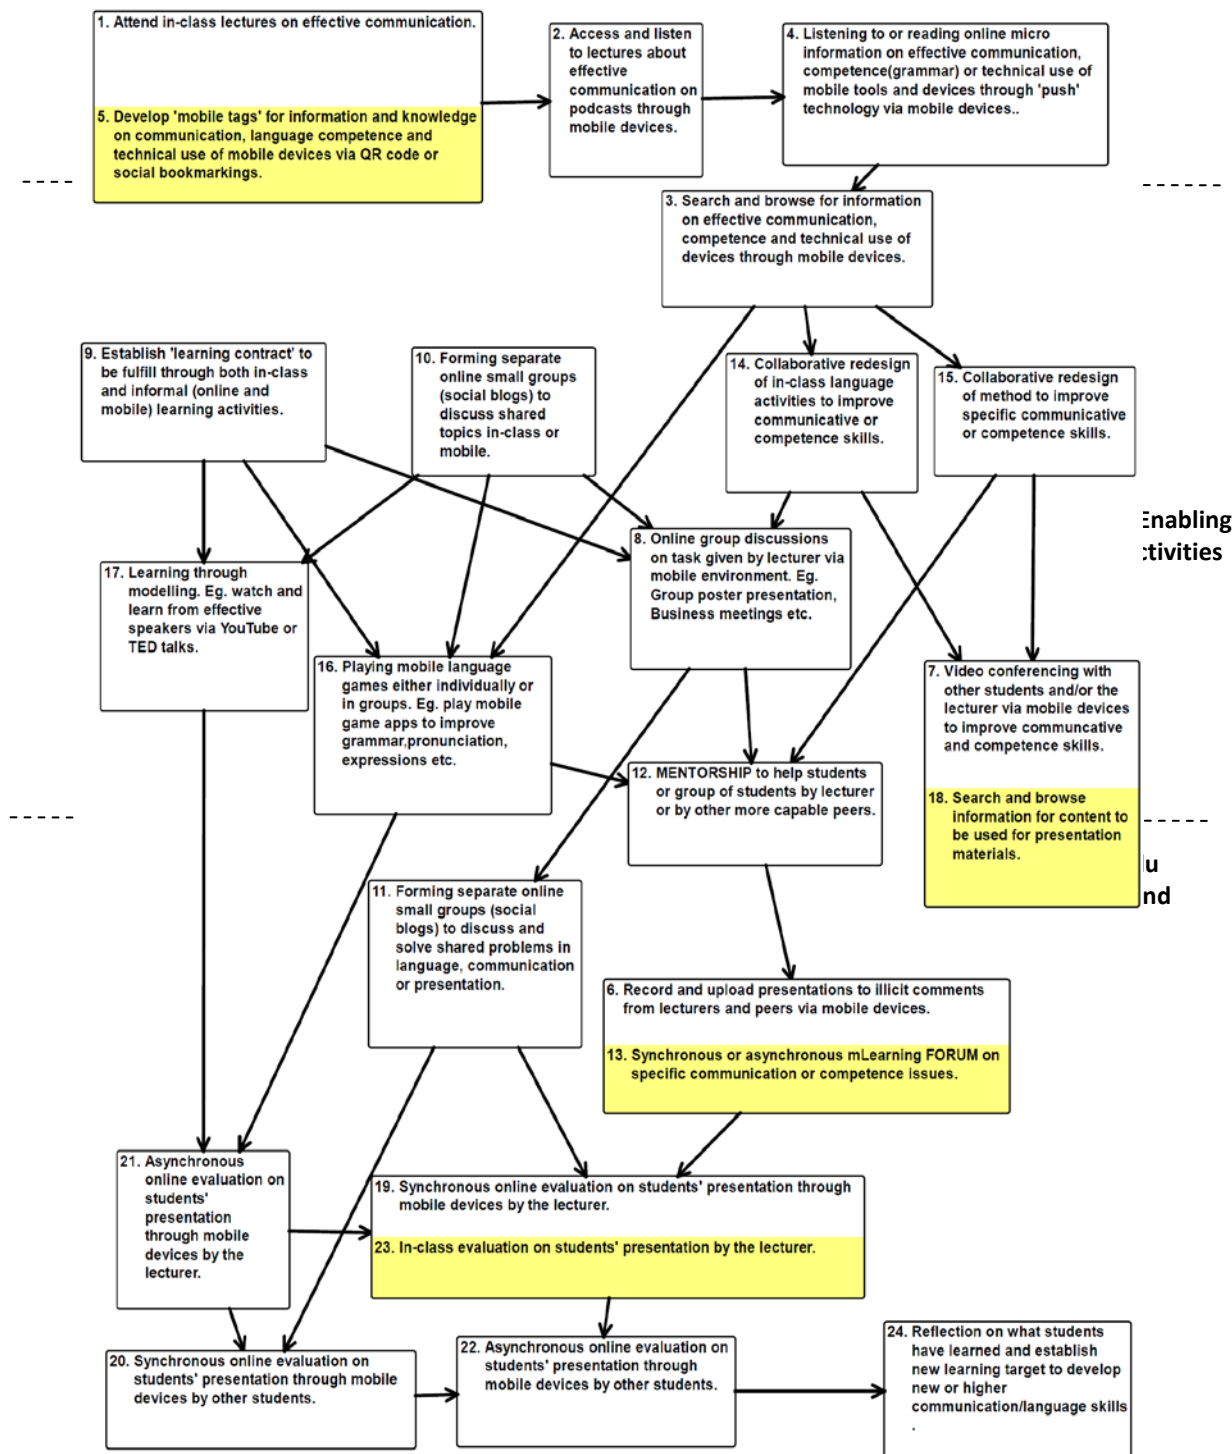 1. Attend in-class lectures on effective communication.
5. Develop 'mobile tags' for information and knowledge
on communication, language competence and
technical use of mobile devices via QR code or
social bookmarkings.
2. Access and listen
to lectures about
effective
communication on
podcasts through
mobile devices.
4. Listening to or reading online micro
information on effective communication,
competence(grammar) or technical use of
mobile tools and devices through 'push'
technology via mobile devices..
3. Search and browse for information
on effective communication,
competence and technical use of
devices through mobile devices.
9. Establish 'learning contract' to
be fulfill through both in-class
and informal (online and
mobile) learning activities.
10. Forming separate
online small groups
(social blogs) to
discuss shared
topics in-class or
mobile.
14. Collaborative redesign
of in-class language
activities to improve
communicative or
competence skills.
15. Collaborative redesign
of method to improve
specific communicative
or competence skills.
Enabling
ctivities
8. Online group discussions
on task given by lecturer via
mobile environment. Eg.
Group poster presentation,
Business meetings etc.
17. Learning through
modelling. Eg. watch and
learn from effective
speakers via YouTube or
TED talks.
16. Playing mobile language
games either individually or
in groups. Eg. play mobile
game apps to improve
grammar,pronunciation,
expressions etc.
7. Video conferencing with
other students and/or the
lecturer via mobile devices
to improve communcative
and competence skills.
18. Search and browse
information for content to
be used for presentation
materials.
12. MENTORSHIP to help students
or group of students by lecturer
or by other more capable peers.
lu
nd
11. Forming separate online
small groups (social
blogs) to discuss and
solve shared problems in
language, communication
or presentation.
6. Record and upload presentations to illicit comments
from lecturers and peers via mobile devices.
13. Synchronous or asynchronous mLearning FORUM on
specific communication or competence issues.
21. Asynchronous
online evaluation on
students'
presentation
through mobile
devices by the
lecturer.
19. Synchronous online evaluation on students' presentation through
mobile devices by the lecturer.
23. In-class evaluation on students' presentation by the lecturer.
20. Synchronous online evaluation on
students' presentation through mobile
devices by other students.
22. Asynchronous online evaluation on
students' presentation through
mobile devices by other students.
24. Reflection on what students
have learned and establish
new learning target to develop
new or higher
communication/language skills
.